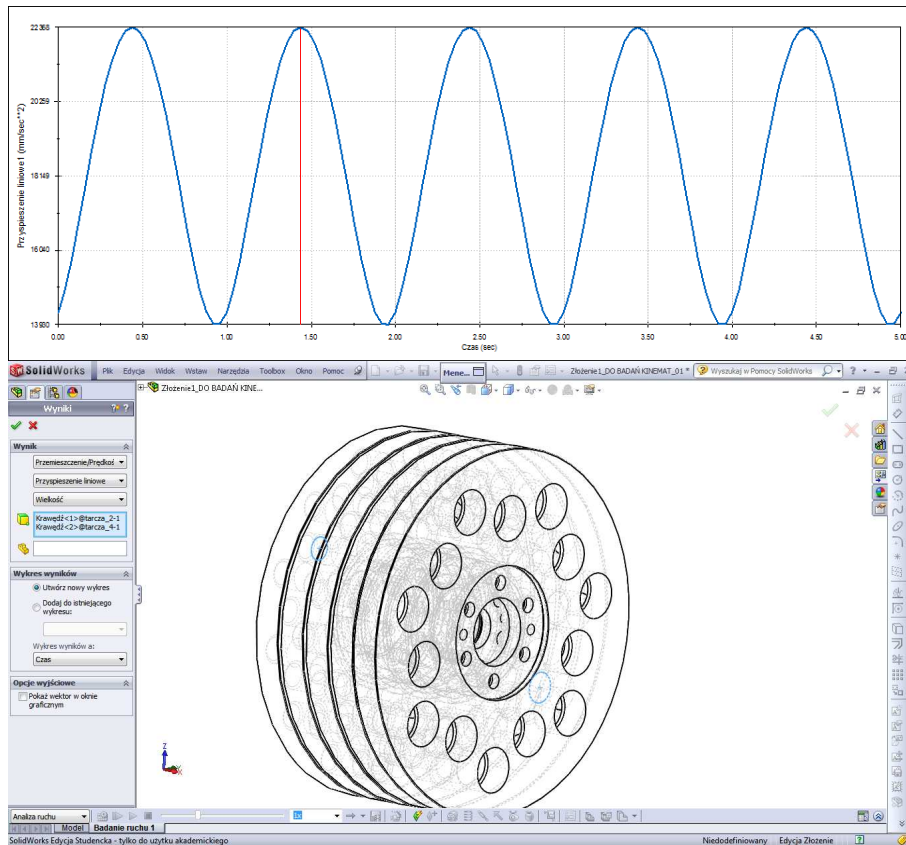 22368
20259
18149
16040
13930
Przyspieszenie liniowe1 (mm/sec**2)
0.00 0.50 1.00 1.50 2.00 2.50 3.00 3.50 4.00 4.50 5.00
Czas (sec)
SolidWorks Plik Edycja Widok Wstaw Narzędzia Toolbox Okno Pomoc Mene... Złożenie1_DO BADAŃ KINEMAT_01 * Wyszukaj w Pomocy SolidWorks
Złożenie1_DO BADAŃ KINE...
Wyniki
Wynik
Przemieszczenie/Prędkoś
Przyspieszenie liniowe
Wielkość
Krawędź<1>@tarcza_2-1
Krawędź<2>@tarcza_4-1
Wykres wyników
Utwórz nowy wykres
Dodaj do istniejącego
wykresu:
Wykres wyników a:
Czas
Opcje wyjściowe
Pokaż wektor w oknie
graficznym
Z
Analiza ruchu
Model Badanie ruchu 1
SolidWorks Edycja Studencka - tylko do użytku akademickiego Niedodefiniowany Edycja Złożenie